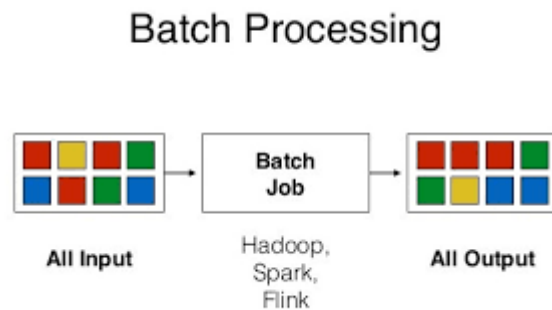 Batch Processing
Batch
Job
All Input
Hadoop,
Spark,
Flink
All Output